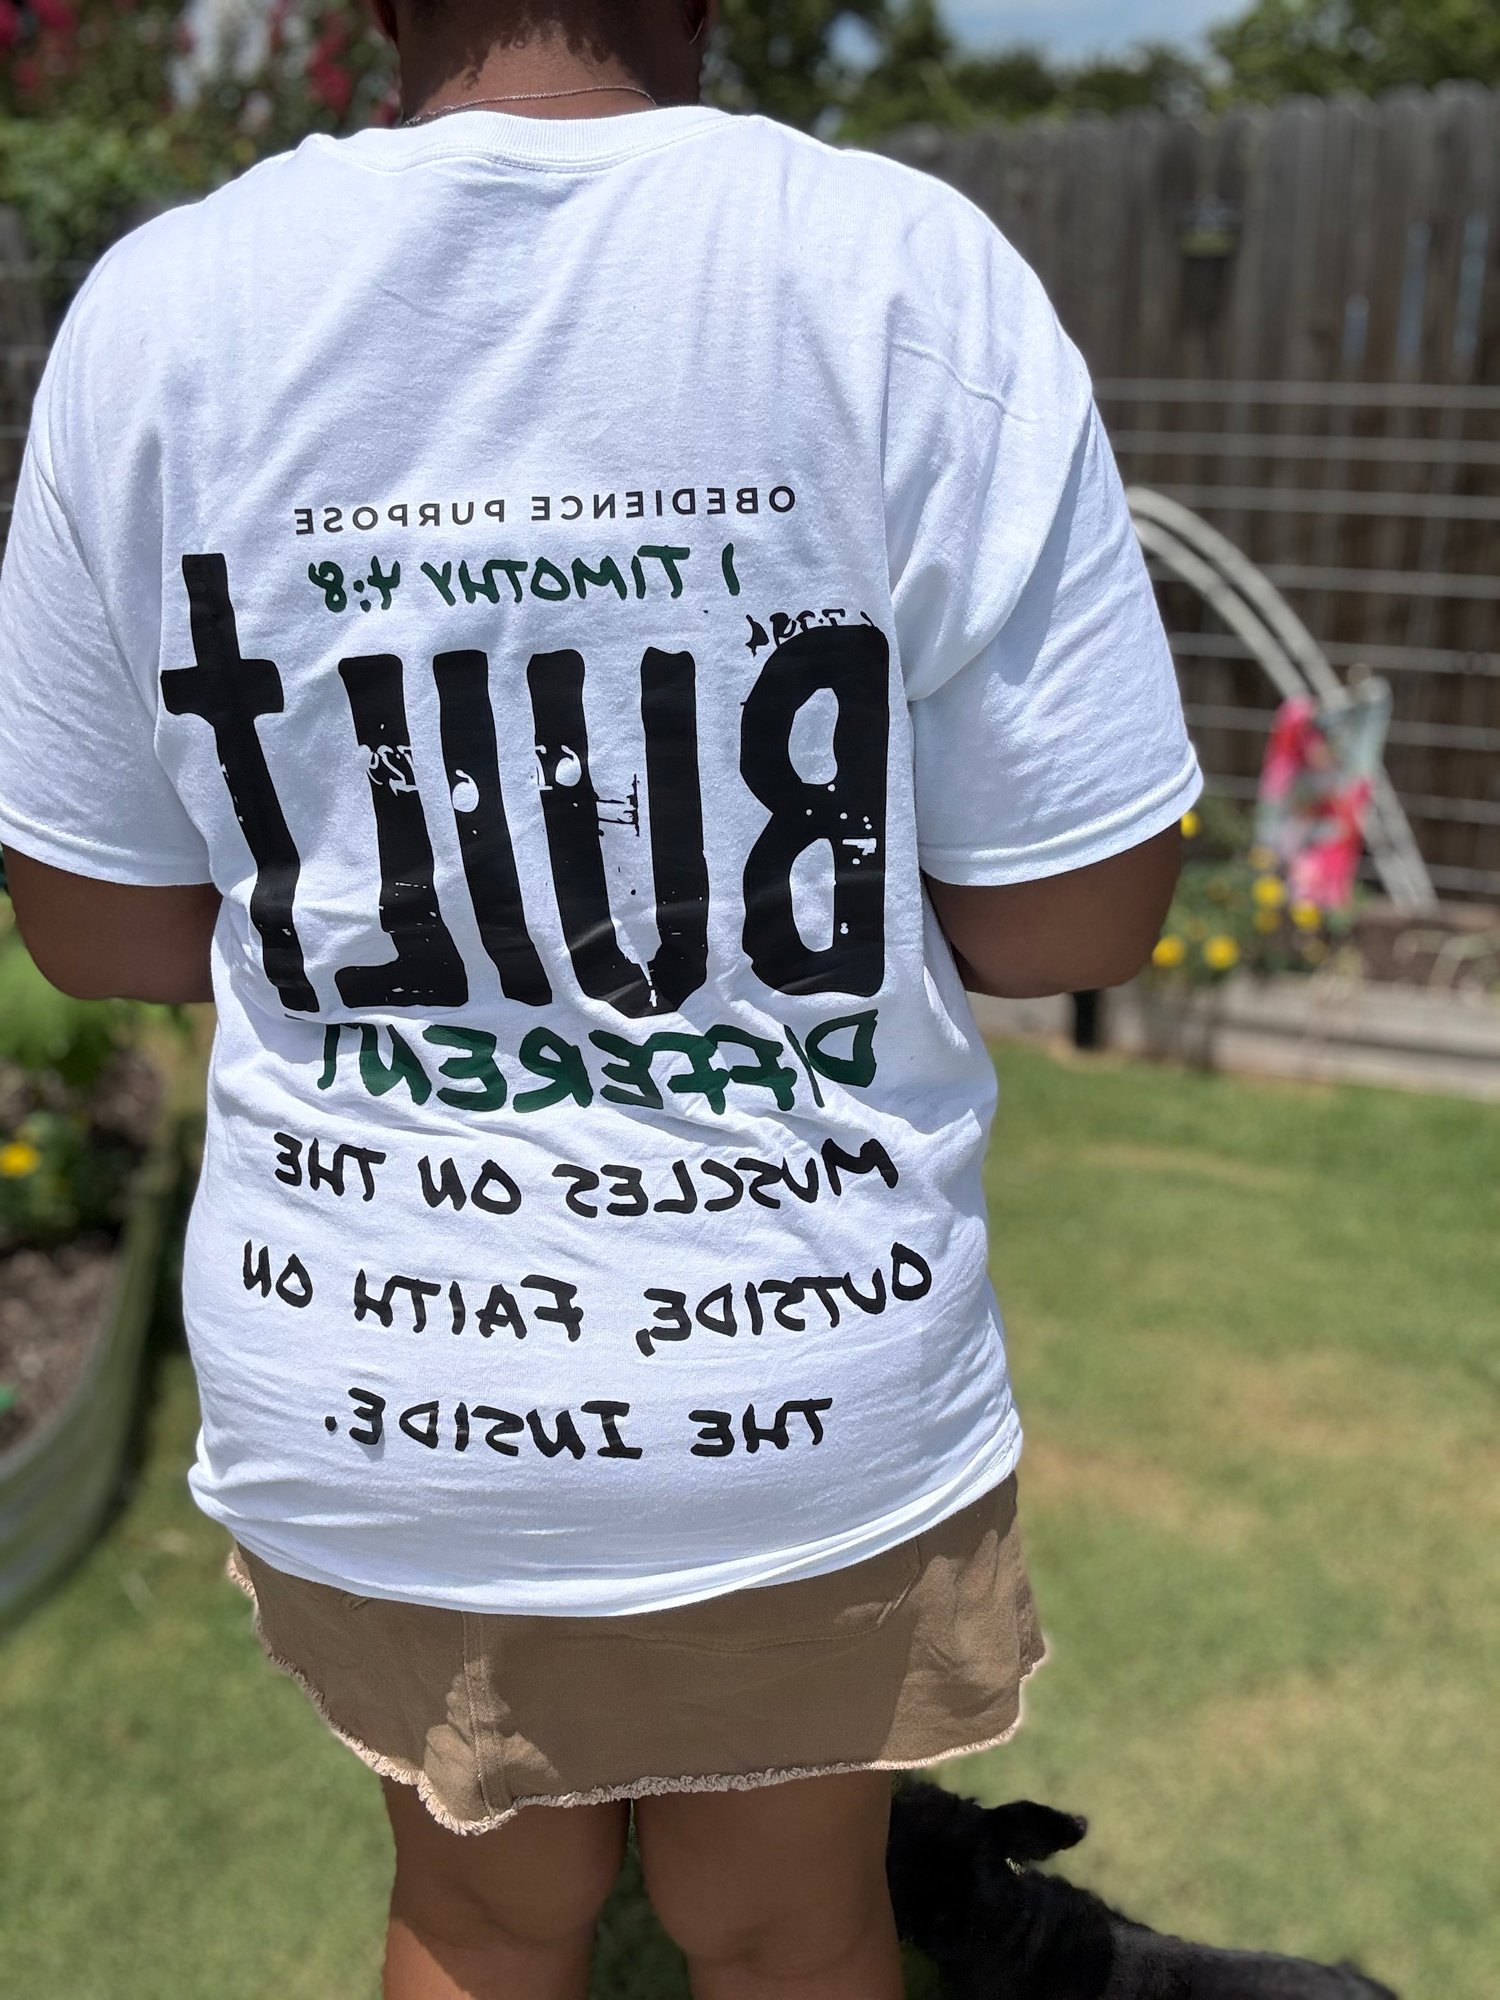 OBEDIENCE PURPOSE
1 TIMOTHY 4:8
BUILT
DIFFERENT
MUSCLES ON THE
OUTSIDE, FAITH ON
THE INSIDE.